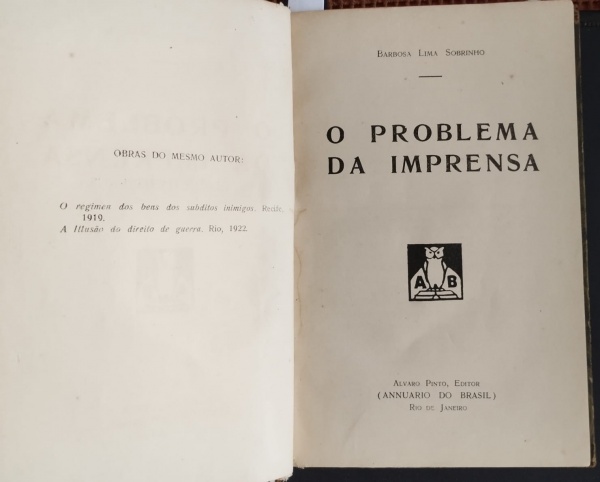 OBRAS DO MESMO AUTOR:
O regimen dos bens dos subditos inimigos. Recife,
1919.
A Illusão do direito de guerra. Rio, 1922.
BARBOSA LIMA SOBRINHO
O PROBLEMA
DA IMPRENSA
A B
ALVARO PINTO, EDITOR
(ANNUARIO DO BRASIL)
RIO DE JANEIRO